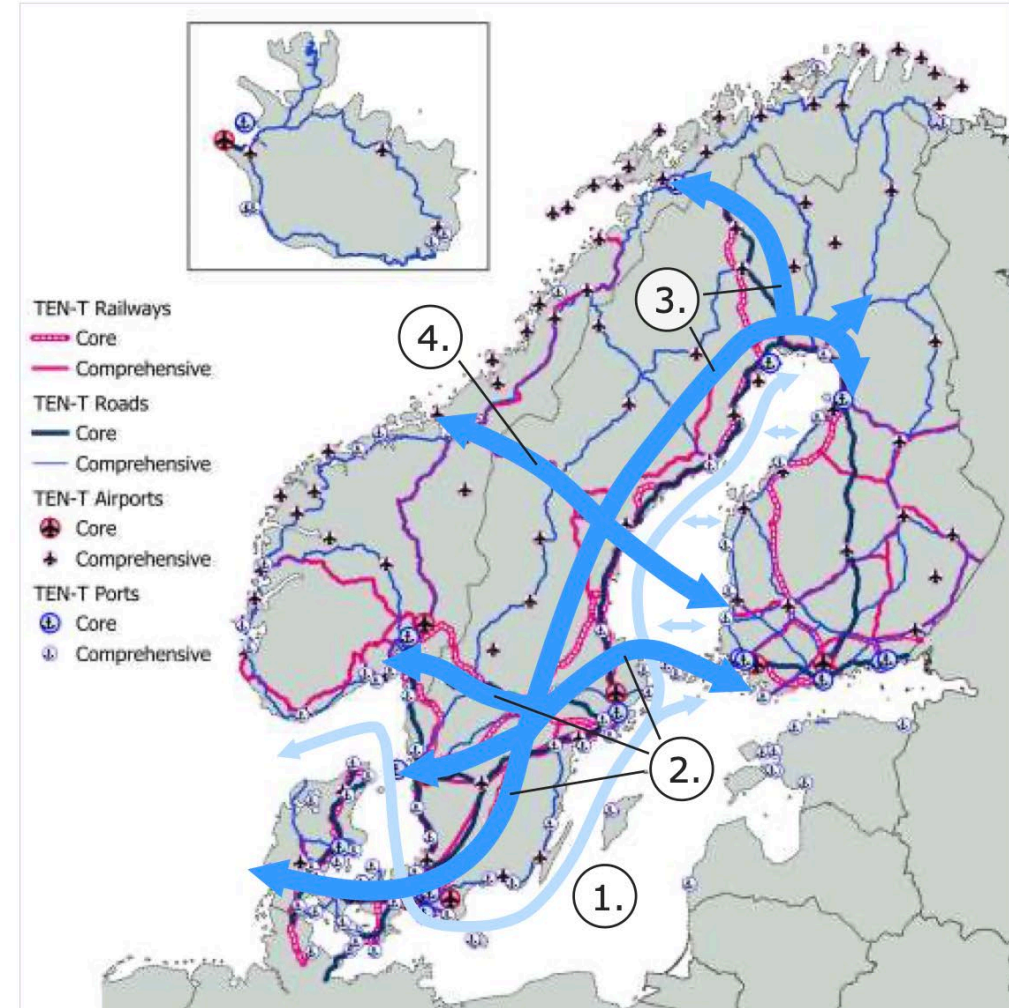 TEN-T Railways
Core
Comprehensive
TEN-T Roads
Core
Comprehensive
TEN-T Airports
Core
Comprehensive
TEN-T Ports
Core
Comprehensive
3.
4.
2.
1.